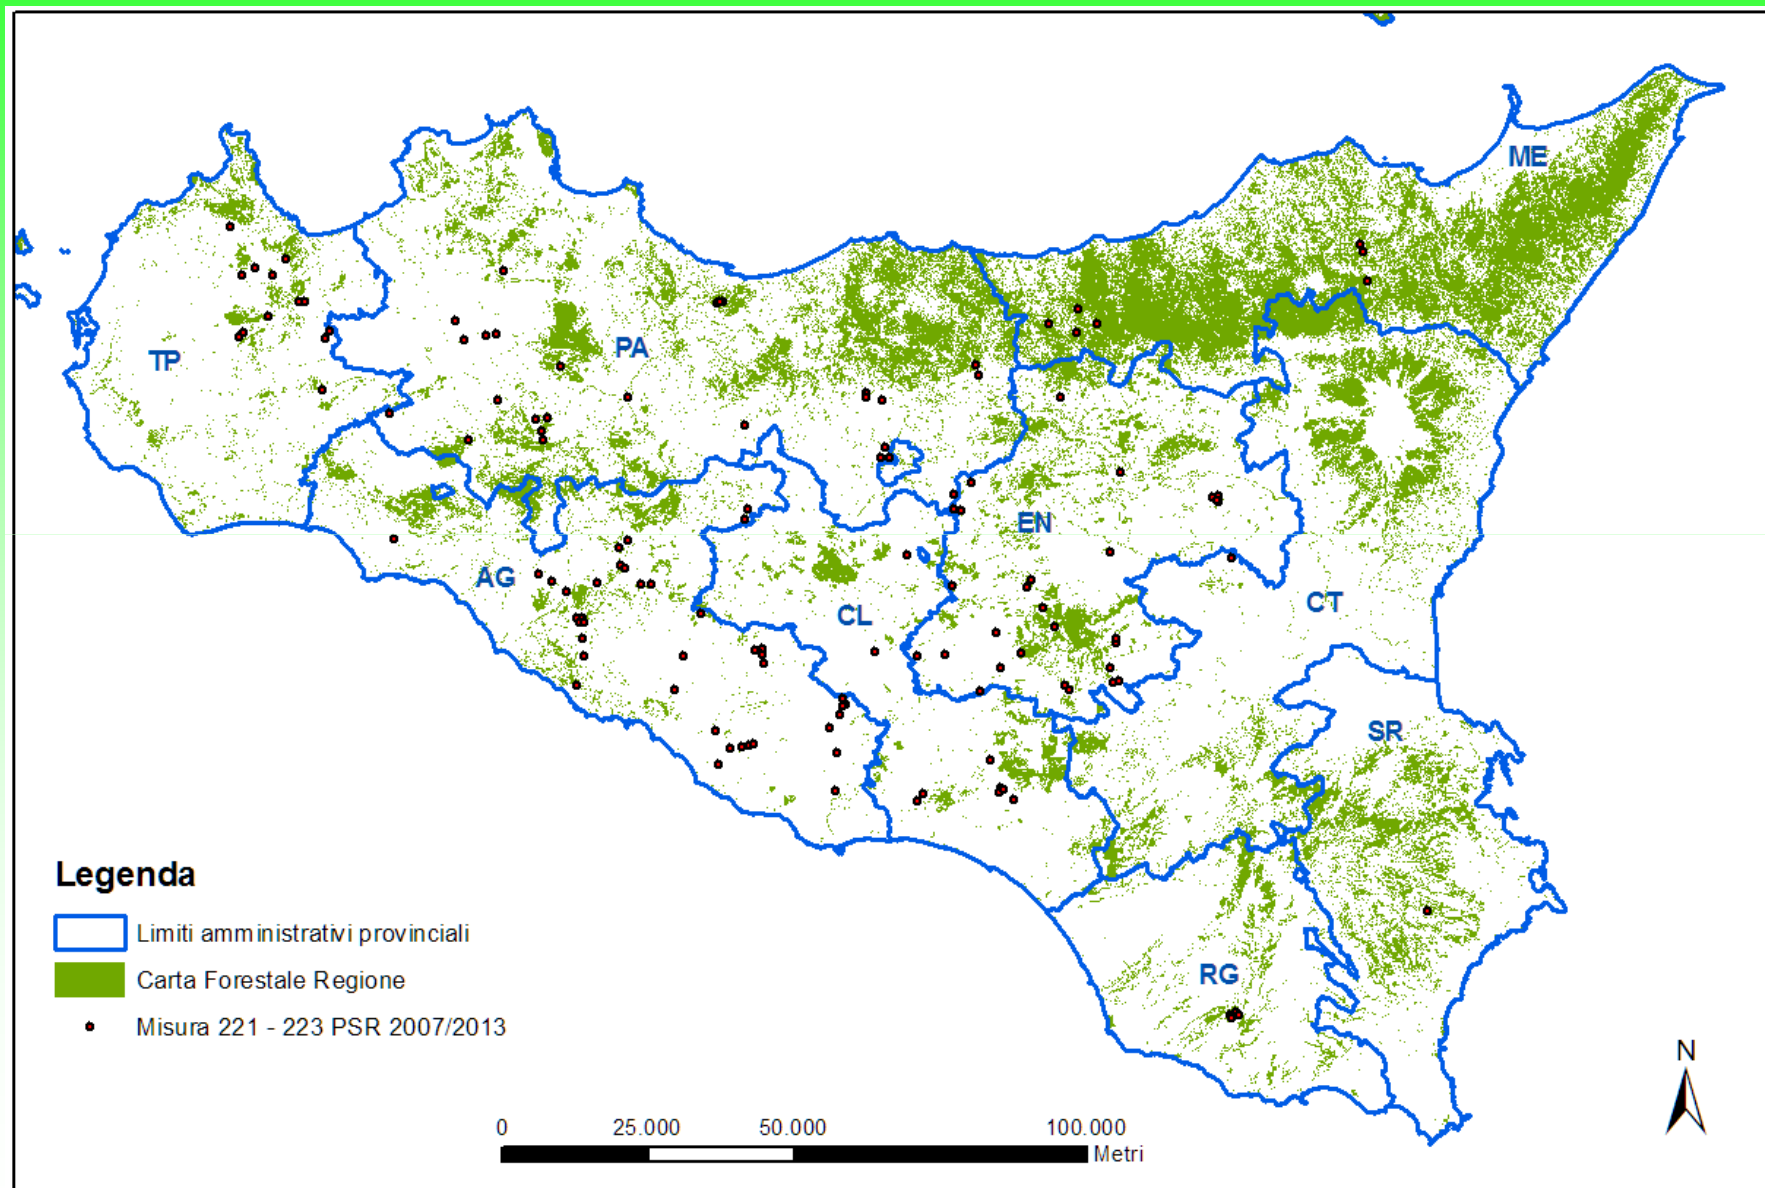 ME
TP
PA
EN
AG
CL
CT
SR
RG
Legenda
Limiti amministrativi provinciali
Carta Forestale Regione
Misura 221 - 223 PSR 2007/2013
N
0 25.000 50.000 100.000
Metri